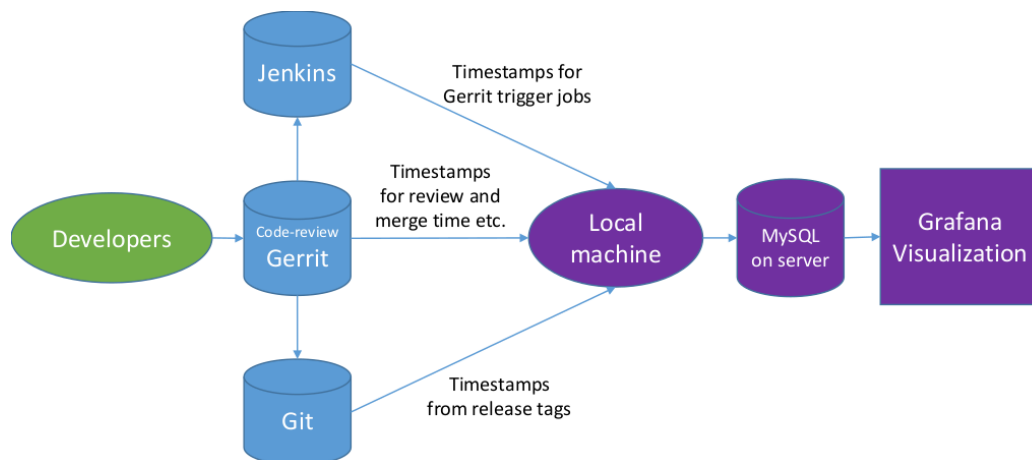 Jenkins
Timestamps for
Gerrit trigger jobs
Timestamps
for review and
merge time etc.
Developers
Code-review
Gerrit
Local
machine
MySQL
on server
Grafana
Visualization
Git
Timestamps
from release tags